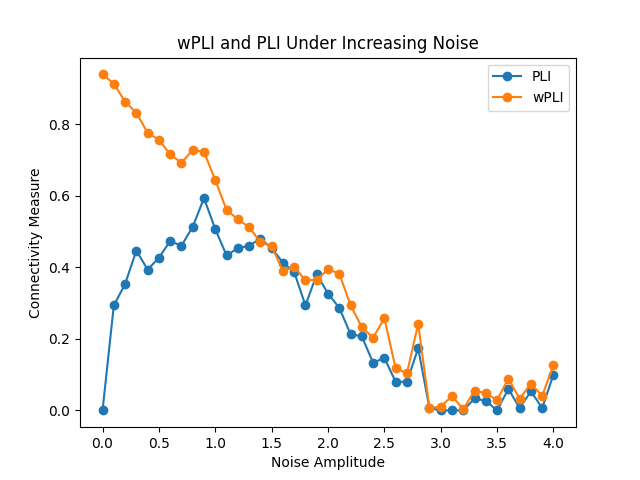 wPLI and PLI Under Increasing Noise
PLI
wPLI
Connectivity Measure
0.8
0.6
0.4
0.2
0.0
0.0 0.5 1.0 1.5 2.0 2.5 3.0 3.5 4.0
Noise Amplitude